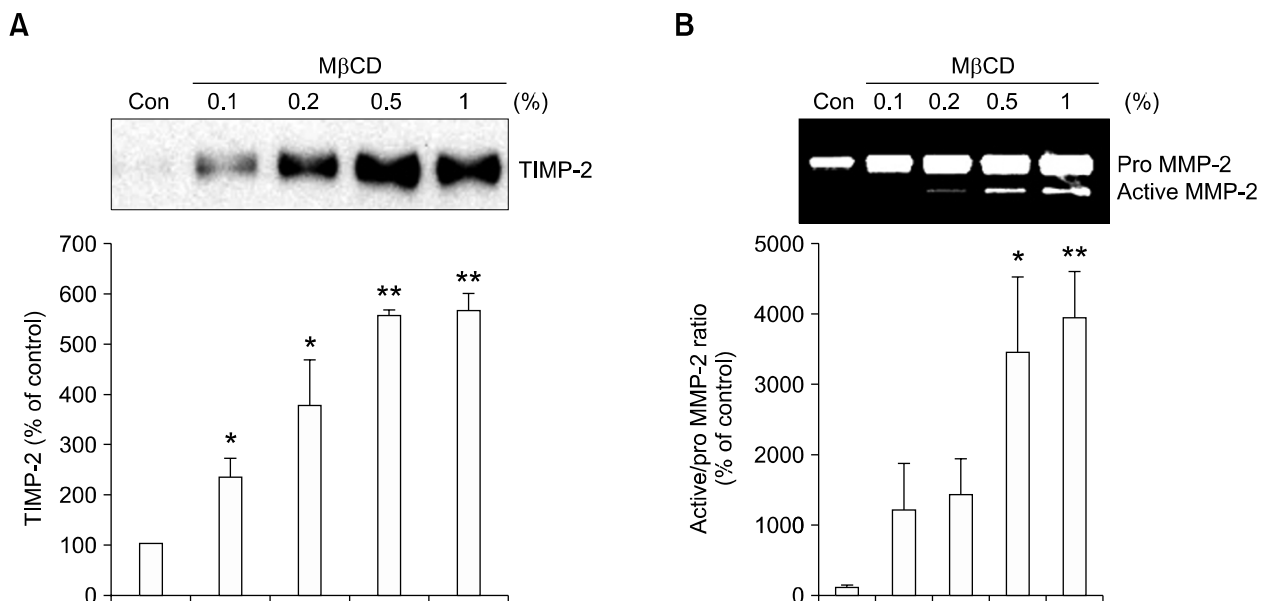 A
MβCD
Con 0.1 0.2 0.5 1 (%)
TIMP-2
700
600
500
400
300
200
100
0
TIMP-2 (% of control)
* * ** **
B
MβCD
Con 0.1 0.2 0.5 1 (%)
Pro MMP-2
Active MMP-2
5000
4000
3000
2000
1000
0
Active/pro MMP-2 ratio
(% of control)
* **